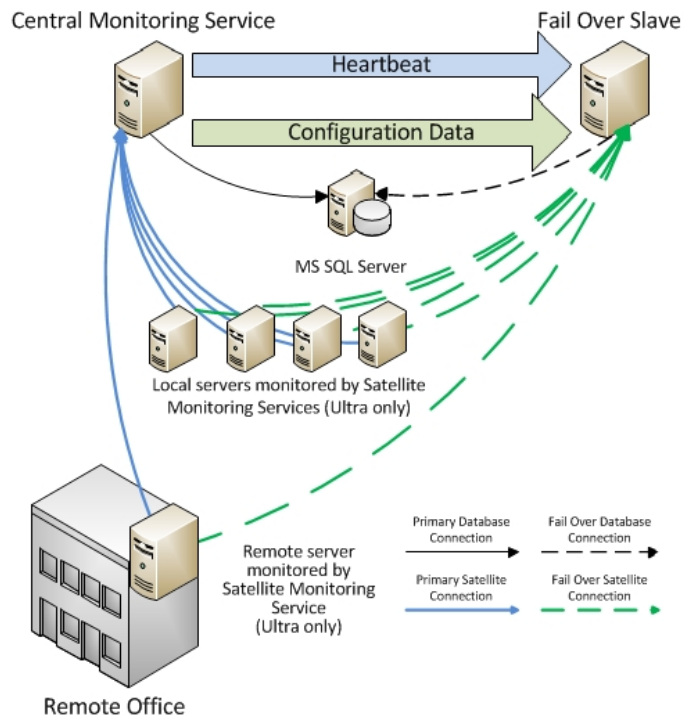 Central Monitoring Service
Fail Over Slave
Heartbeat
Configuration Data
MS SQL Server
Local servers monitored by Satellite
Monitoring Services (Ultra only)
Remote server
monitored by
Satellite Monitoring
Service
(Ultra only)
Primary Database
Connection
Fail Over Database
Connection
Primary Satellite
Connection
Fail Over Satellite
Connection
Remote Office